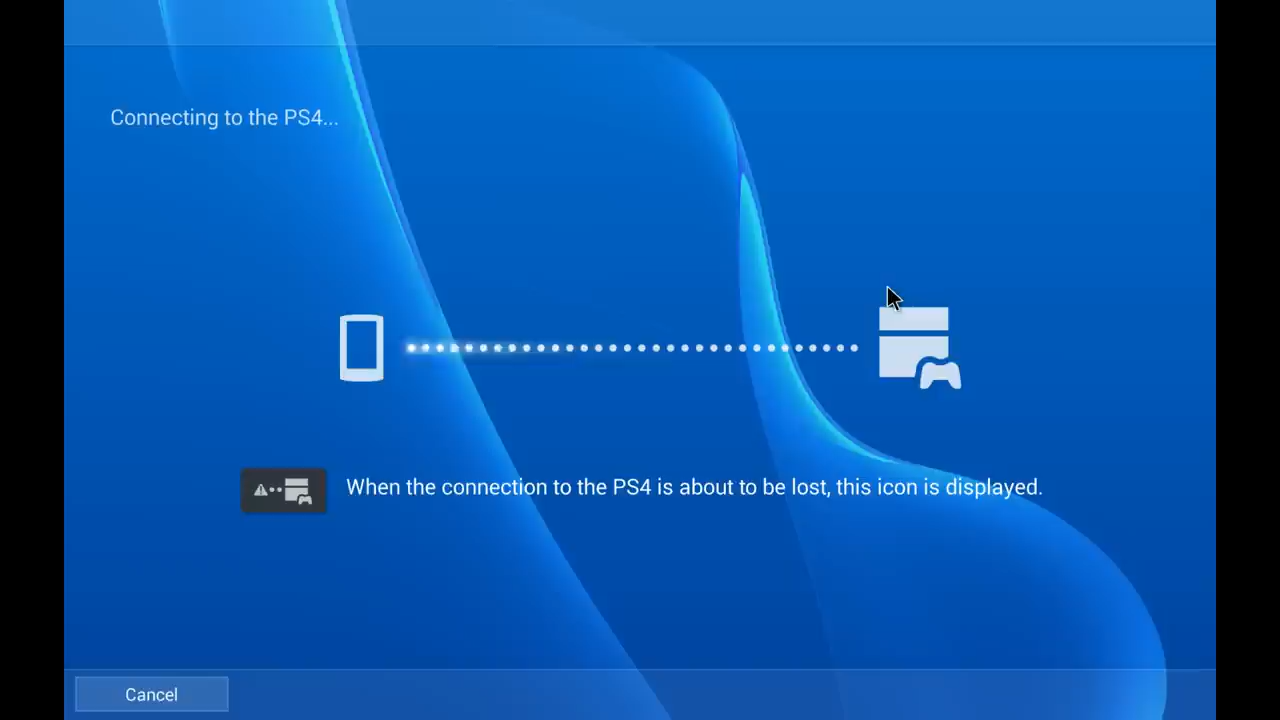 Connecting to the PS4...
When the connection to the PS4 is about to be lost, this icon is displayed.
Cancel